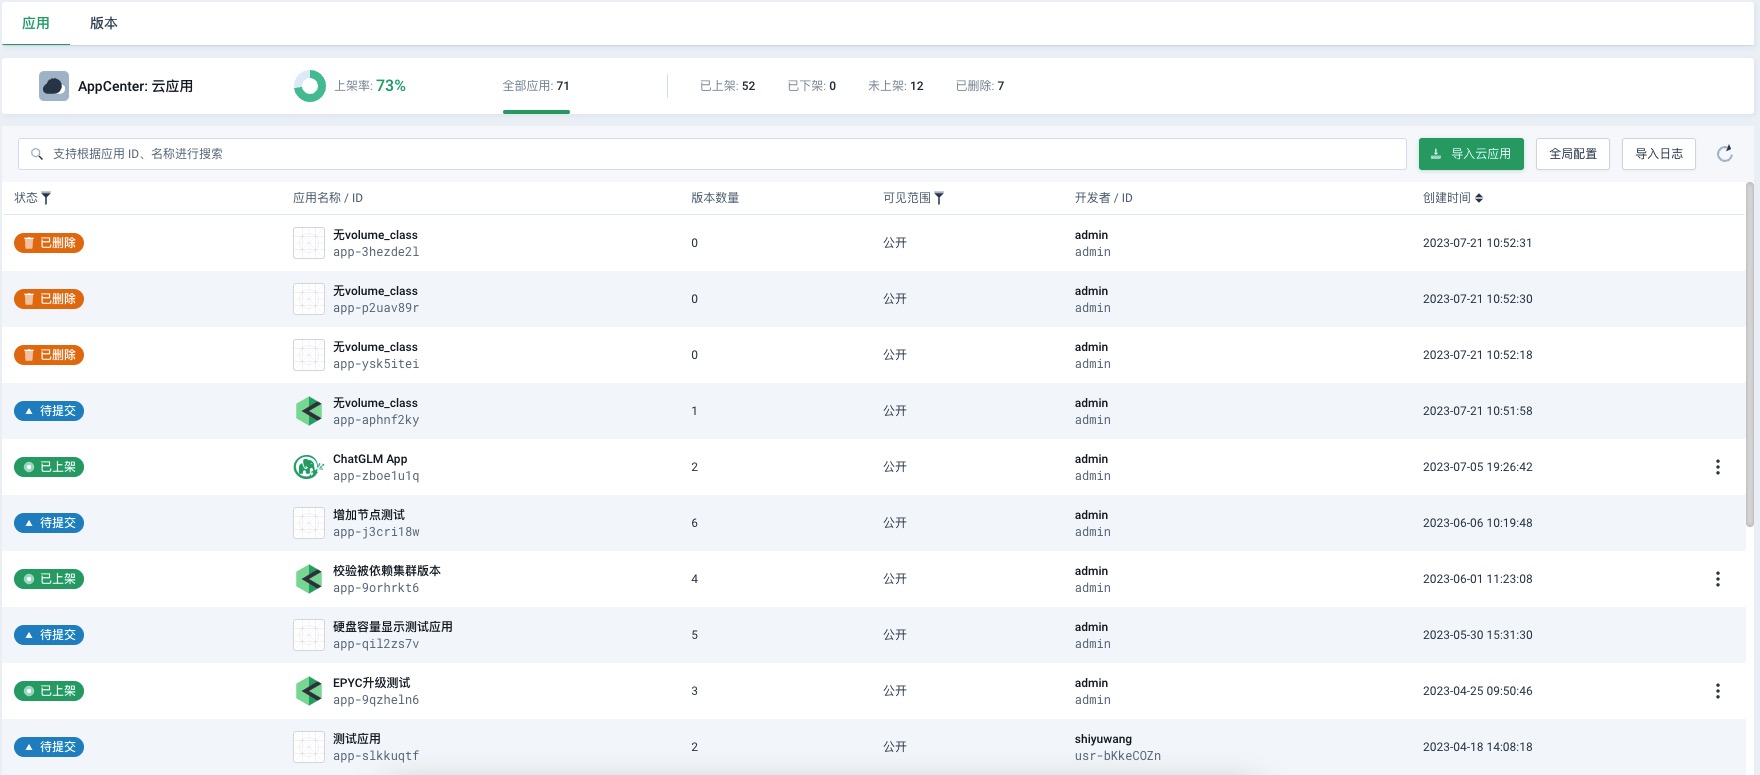 应用 版本
AppCenter: 云应用 上架率: 73% 全部应用: 71 已上架: 52 已下架: 0 未上架: 12 已删除: 7
支持根据应用 ID、名称进行搜索 导入云应用 全局配置 导入日志
状态 应用名称 / ID 版本数量 可见范围 开发者 / ID 创建时间
已删除 无volume_class 0 公开 admin 2023-07-21 10:52:31
app-3hezde2l admin
已删除 无volume_class 0 公开 admin 2023-07-21 10:52:30
app-p2uav89r admin
已删除 无volume_class 0 公开 admin 2023-07-21 10:52:18
app-ysk5itei admin
待提交 无volume_class 1 公开 admin 2023-07-21 10:51:58
app-aphnf2ky admin
已上架 ChatGLM App 2 公开 admin 2023-07-05 19:26:42
app-zboe1u1q admin
待提交 增加节点测试 6 公开 admin 2023-06-06 10:19:48
app-j3cri18w admin
已上架 校验被依赖集群版本 4 公开 admin 2023-06-01 11:23:08
app-9orhrkt6 admin
待提交 硬盘容量显示测试应用 5 公开 admin 2023-05-30 15:31:30
app-qil2zs7v admin
已上架 EPYC升级测试 3 公开 admin 2023-04-25 09:50:46
app-9qzheln6 admin
待提交 测试应用 2 公开 shiyuwang 2023-04-18 14:08:18
app-slkkuqtf usr-bKkeCOZn